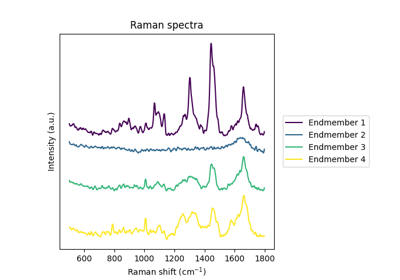 Raman spectra
Intensity (a.u.)
Endmember 1
Endmember 2
Endmember 3
Endmember 4
600 800 1000 1200 1400 1600 1800
Raman shift (cm⁻¹)